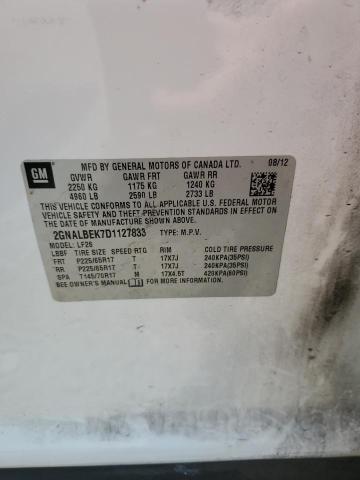 GM
MFD BY GENERAL MOTORS OF CANADA LTD. 08/12
GVWR GAWR FRT GAWR RR
2250 KG 1175 KG 1240 KG
4960 LB 2590 LB 2733 LB
THIS VEHICLE CONFORMS TO ALL APPLICABLE U.S. FEDERAL MOTOR
VEHICLE SAFETY, BUMPER, AND THEFT PREVENTION STANDARDS IN EFFECT ON
THE DATE OF MANUFACTURE SHOWN ABOVE.
2GNALBEK7D1127833 TYPE: M.P.V.
MODEL: LF26
LBBF TIRE SIZE SPEED RTG RIM COLD TIRE PRESSURE
FRT P225/65R17 T 17X7J 240KPA(35PSI)
RR P225/65R17 T 17X7J 240KPA(35PSI)
SPA T145/70R17 M 17X4.5T 420KPA(60PSI)
SEE OWNER'S MANUAL FOR MORE INFORMATION.